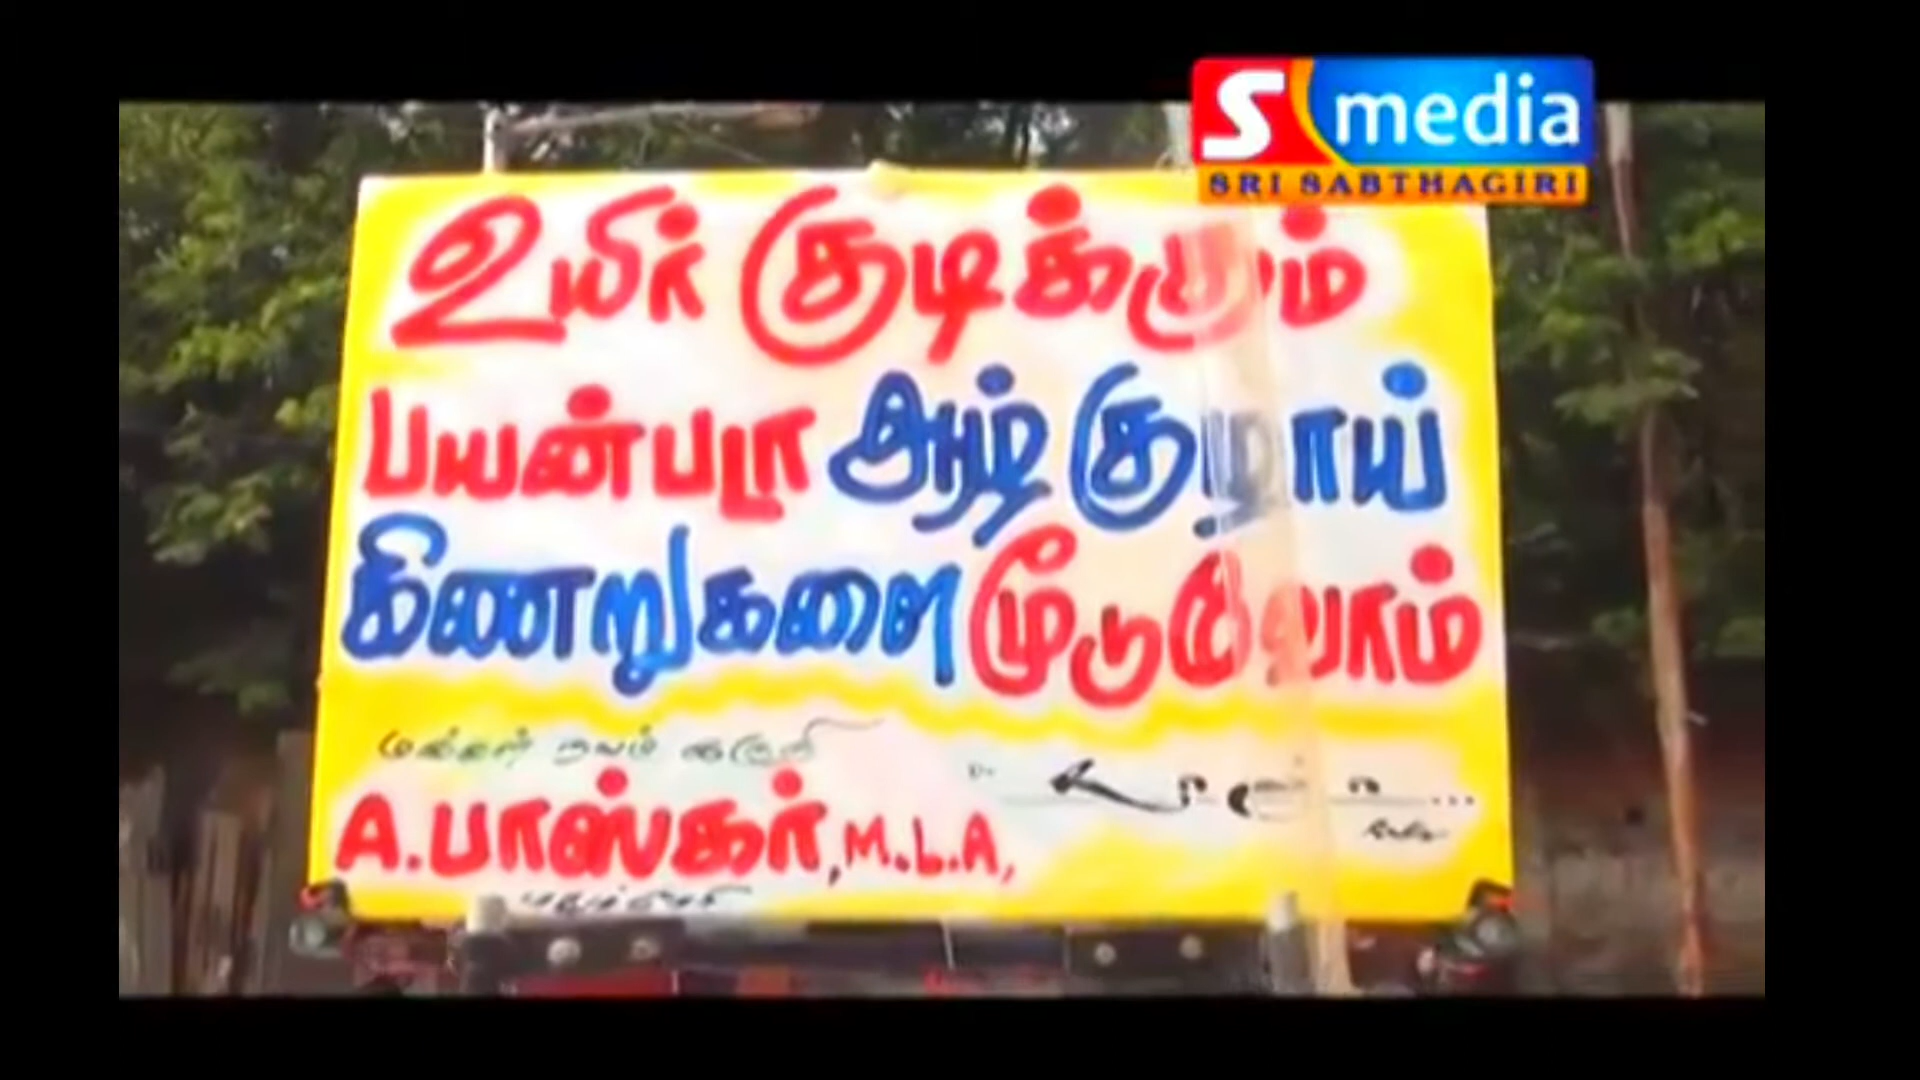 S media
SRI SABTHAGIRI
உயிர் குடிக்கும்
பயன்படா ஆழ் குழாய்
கிணறுகளை மூடுவோம்
மக்கள் நலம் கருதி
A.பாஸ்கர், M.L.A,